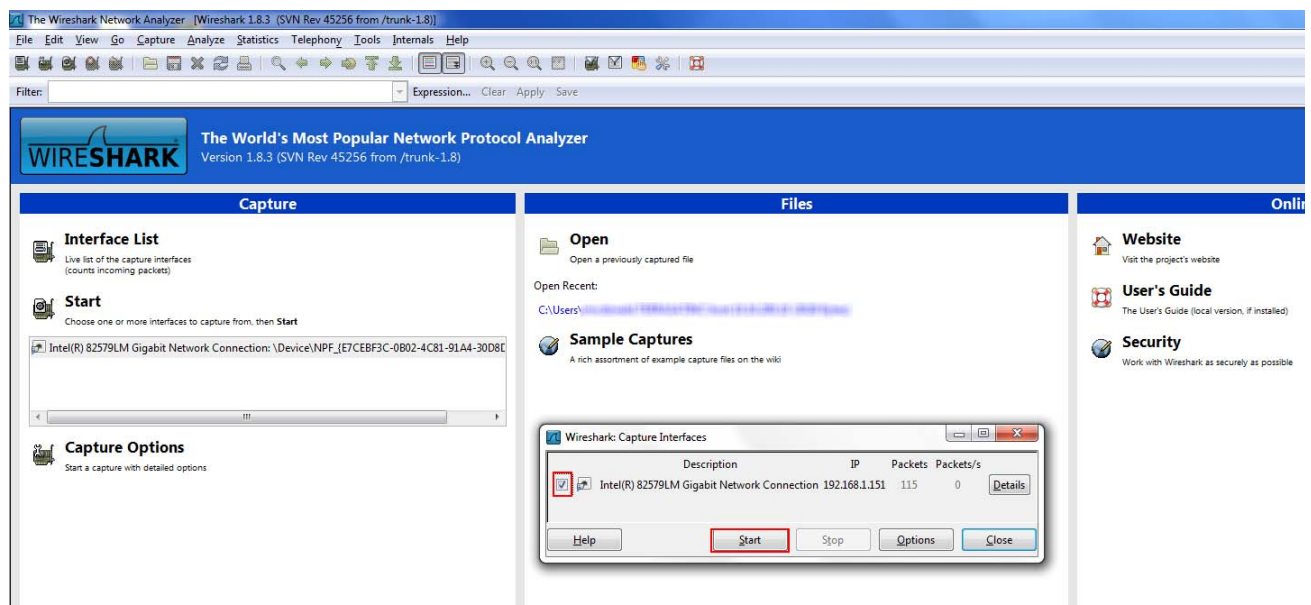 The Wireshark Network Analyzer [Wireshark 1.8.3 (SVN Rev 45256 from /trunk-1.8)]
File Edit View Go Capture Analyze Statistics Telephony Tools Internals Help
Filter: Expression... Clear Apply Save
WIRESHARK
The World's Most Popular Network Protocol Analyzer
Version 1.8.3 (SVN Rev 45256 from /trunk-1.8)
Capture
Interface List
Live list of the capture interfaces
(counts incoming packets)
Start
Choose one or more interfaces to capture from, then Start
Intel(R) 82579LM Gigabit Network Connection: \Device\NPF_{E7CEBF3C-0B02-4C81-91A4-30D8D
Capture Options
Start a capture with detailed options
Files
Open
Open a previously captured file
Open Recent:
C:\Users\
Sample Captures
A rich assortment of example capture files on the wiki
Wireshark: Capture Interfaces
Description IP Packets Packets/s
Intel(R) 82579LM Gigabit Network Connection 192.168.1.151 115 0 Details
Help Start Stop Options Close
Onlin
Website
Visit the project's website
User's Guide
The User's Guide (local version, if installed)
Security
Work with Wireshark as securely as possible